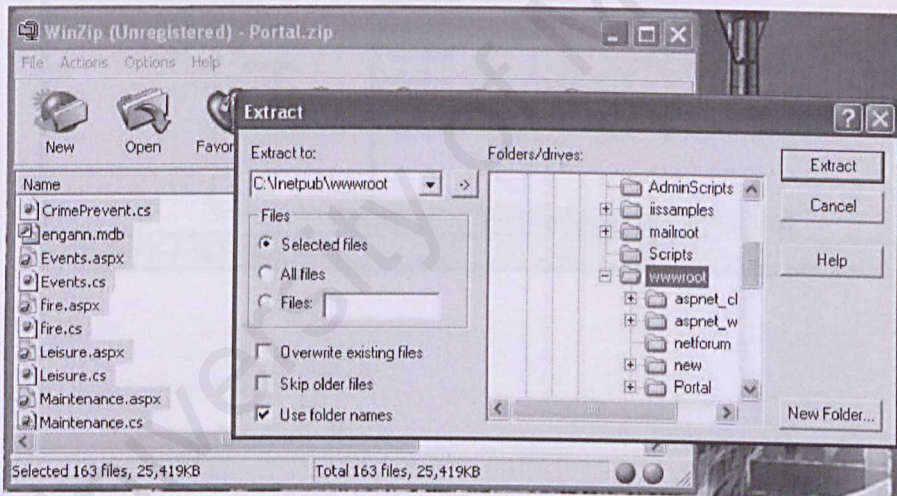 WinZip (Unregistered) - Portal.zip
File Actions Options Help
New
Open
Favor
Name
CrimePrevent.cs
engann.mdb
Events.aspx
Events.cs
fire.aspx
fire.cs
Leisure.aspx
Leisure.cs
Maintenance.aspx
Maintenance.cs
Selected 163 files, 25,419KB
Total 163 files, 25,419KB
Extract
Extract to:
C:\Inetpub\wwwroot
->
Files
Selected files
All files
Files:
Overwrite existing files
Skip older files
Use folder names
Folders/drives:
AdminScripts
iissamples
mailroot
Scripts
wwwroot
aspnet_cl
aspnet_w
netforum
new
Portal
Extract
Cancel
Help
New Folder...